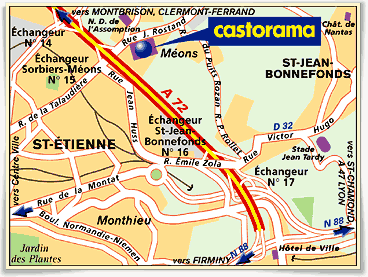 vers MONTBRISON, CLERMONT-FERRAND
N. D. de
l'Assomption
Échangeur
N° 14
Rue J. Rostand
castorama
Chât. de
Nantas
Méons
Échangeur
Sorbiers-Méons
N° 15
R. du Puits Rozan
R. P. Rollet
ST-JEAN-
BONNEFONDS
R. de la Talaudière
Rue Jean Huss
A 72
Échangeur
St-Jean
Bonnefonds
N° 16
D 32
Rue Victor Hugo
ST-ÉTIENNE
Stade
Jean Tardy
R. Émile Zola
Échangeur
N° 17
vers Centre Ville
vers ST-CHAMOND,
A 47 LYON
Rue de la Montat
Boul. Normandie-Niemen
Monthieu
N 88
N 88
Jardin
des Plantes
Hôtel de Ville
vers FIRMINY